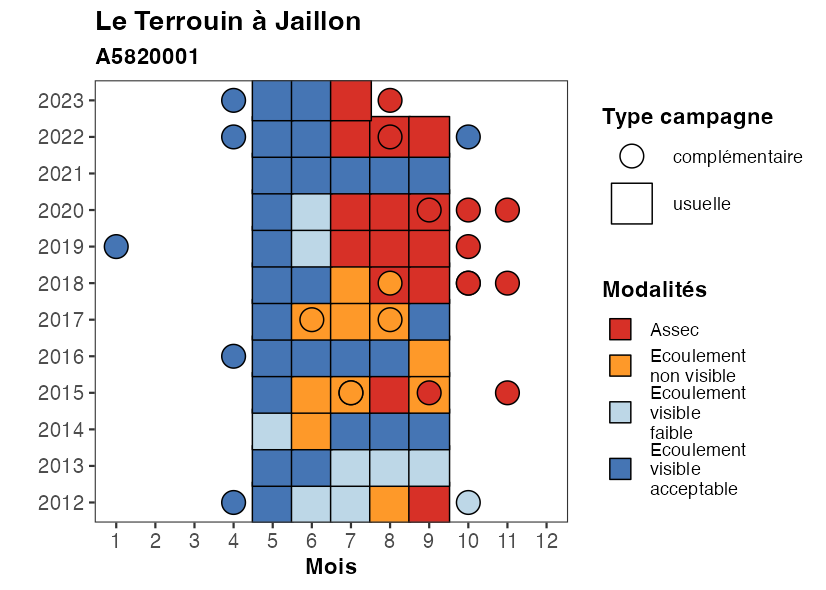 Le Terrouin à Jaillon
A5820001
2023
2022
2021
2020
2019
2018
2017
2016
2015
2014
2013
2012
1 2 3 4 5 6 7 8 9 10 11 12
Mois
Type campagne
complémentaire
usuelle
Modalités
Assec
Ecoulement
non visible
Ecoulement
visible
faible
Ecoulement
visible
acceptable